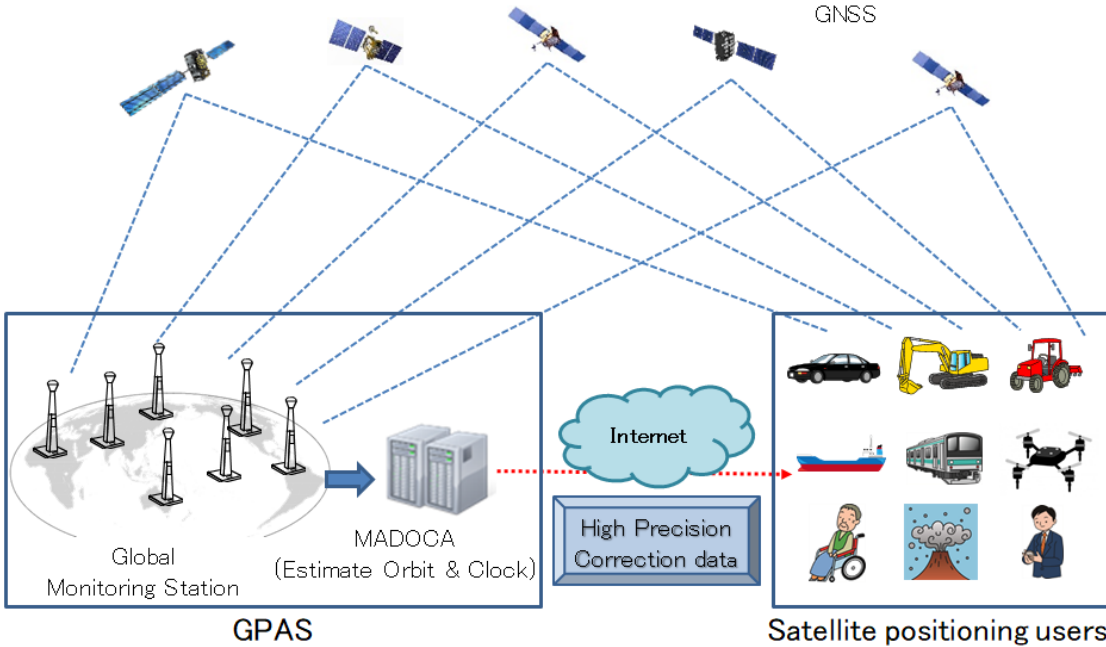 GNSS
Internet
High Precision
Correction data
MADOCA
(Estimate Orbit & Clock)
Global
Monitoring Station
GPAS
Satellite positioning users